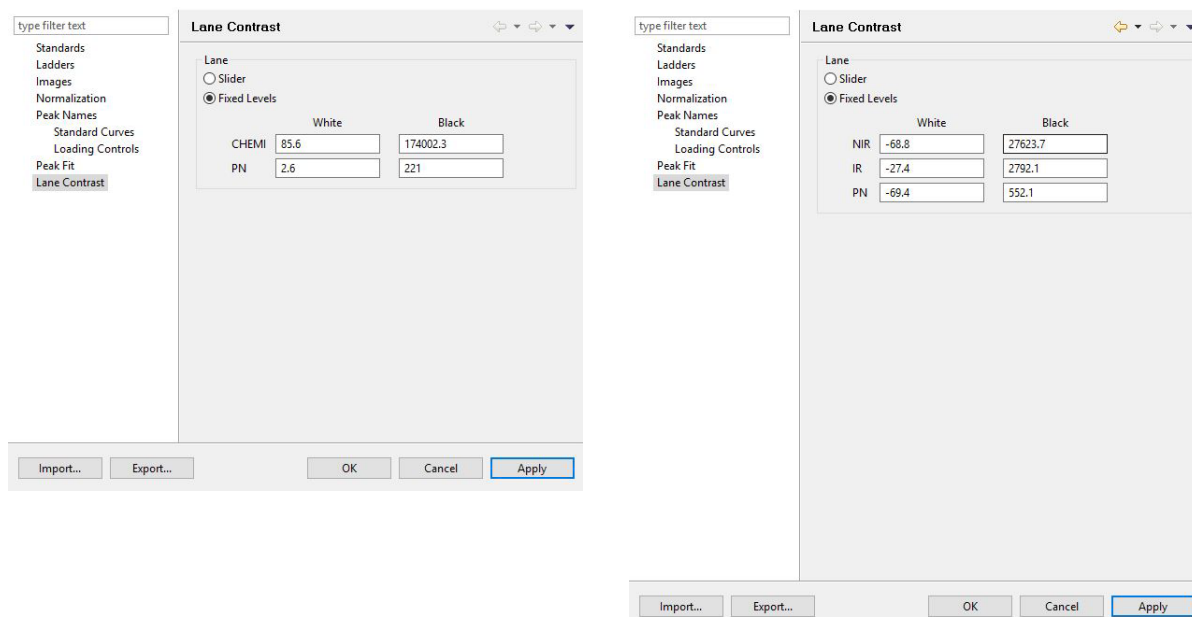 type filter text
Standards
Ladders
Images
Normalization
Peak Names
Standard Curves
Loading Controls
Peak Fit
Lane Contrast
Lane Contrast
Lane
Slider
Fixed Levels
White Black
CHEMI 85.6 174002.3
PN 2.6 221
Import... Export... OK Cancel Apply
type filter text
Standards
Ladders
Images
Normalization
Peak Names
Standard Curves
Loading Controls
Peak Fit
Lane Contrast
Lane Contrast
Lane
Slider
Fixed Levels
White Black
NIR -68.8 27623.7
IR -27.4 2792.1
PN -69.4 552.1
Import... Export... OK Cancel Apply